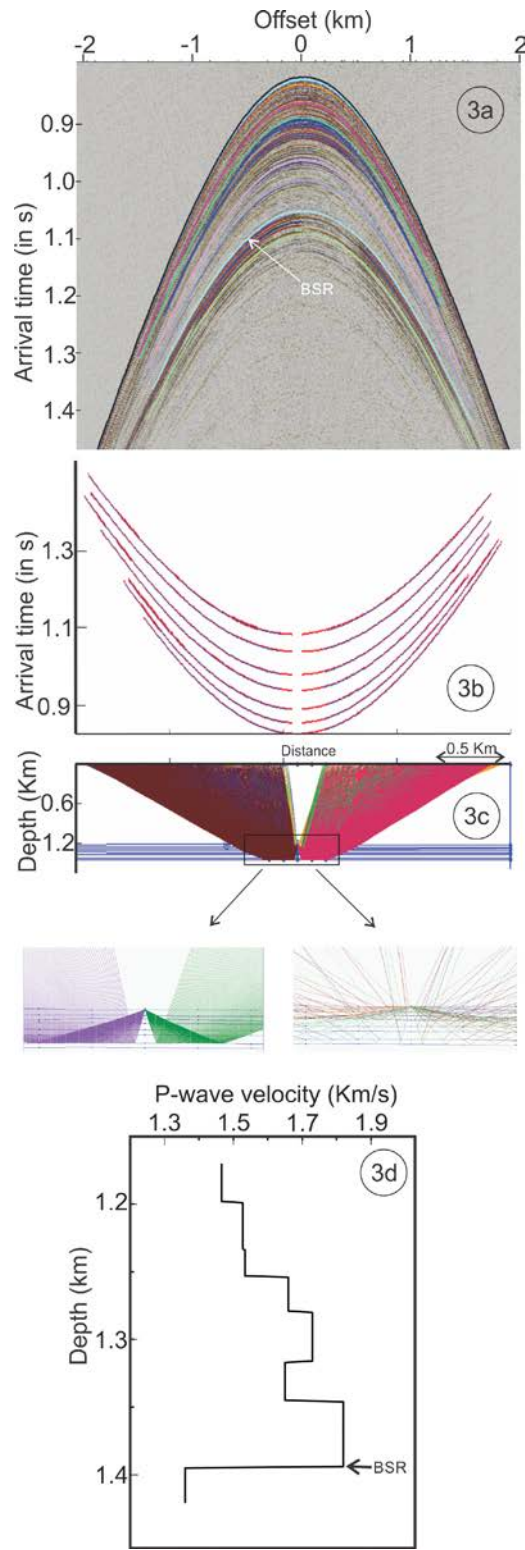 Offset (km)
-2 -1 0 1 2
3a
Arrival time (in s)
0.9
1.0
1.1
1.2
1.3
1.4
BSR
Arrival time (in s)
1.3
1.1
0.9
3b
Distance
0.5 Km
Depth (Km)
0.6
1.2
3c
P-wave velocity (Km/s)
1.3 1.5 1.7 1.9
3d
Depth (km)
1.2
1.3
1.4
BSR